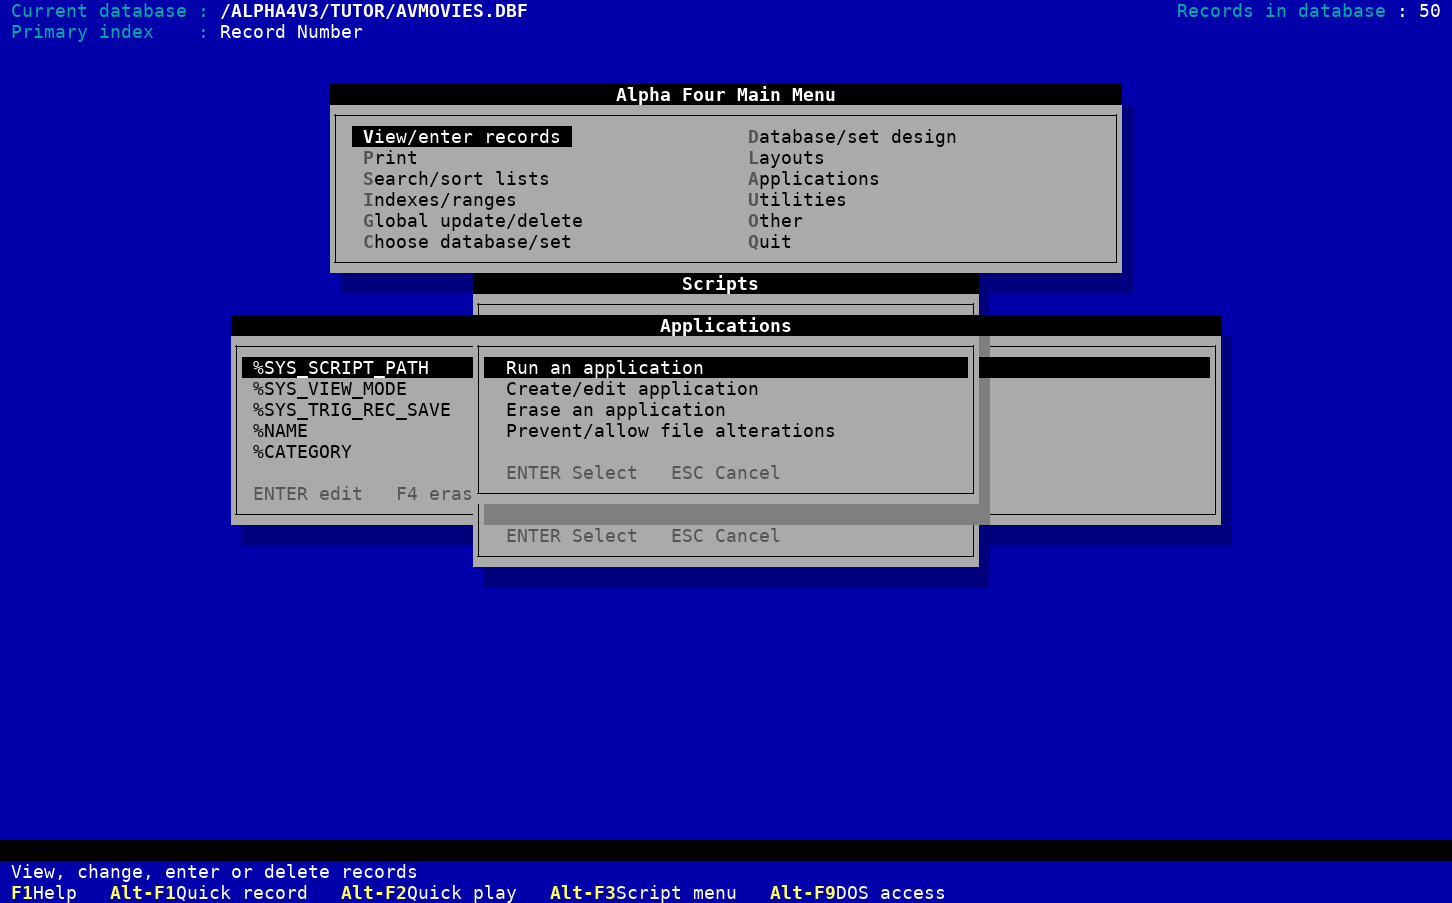 Current database : /ALPHA4V3/TUTOR/AVMOVIES.DBF Records in database : 50
Primary index : Record Number
Alpha Four Main Menu
View/enter records Database/set design
Print Layouts
Search/sort lists Applications
Indexes/ranges Utilities
Global update/delete Other
Choose database/set Quit
Scripts
Applications
%SYS_SCRIPT_PATH Run an application
%SYS_VIEW_MODE Create/edit application
%SYS_TRIG_REC_SAVE Erase an application
%NAME Prevent/allow file alterations
%CATEGORY
ENTER Select ESC Cancel
ENTER edit F4 eras
ENTER Select ESC Cancel
View, change, enter or delete records
F1Help Alt-F1Quick record Alt-F2Quick play Alt-F3Script menu Alt-F9DOS access